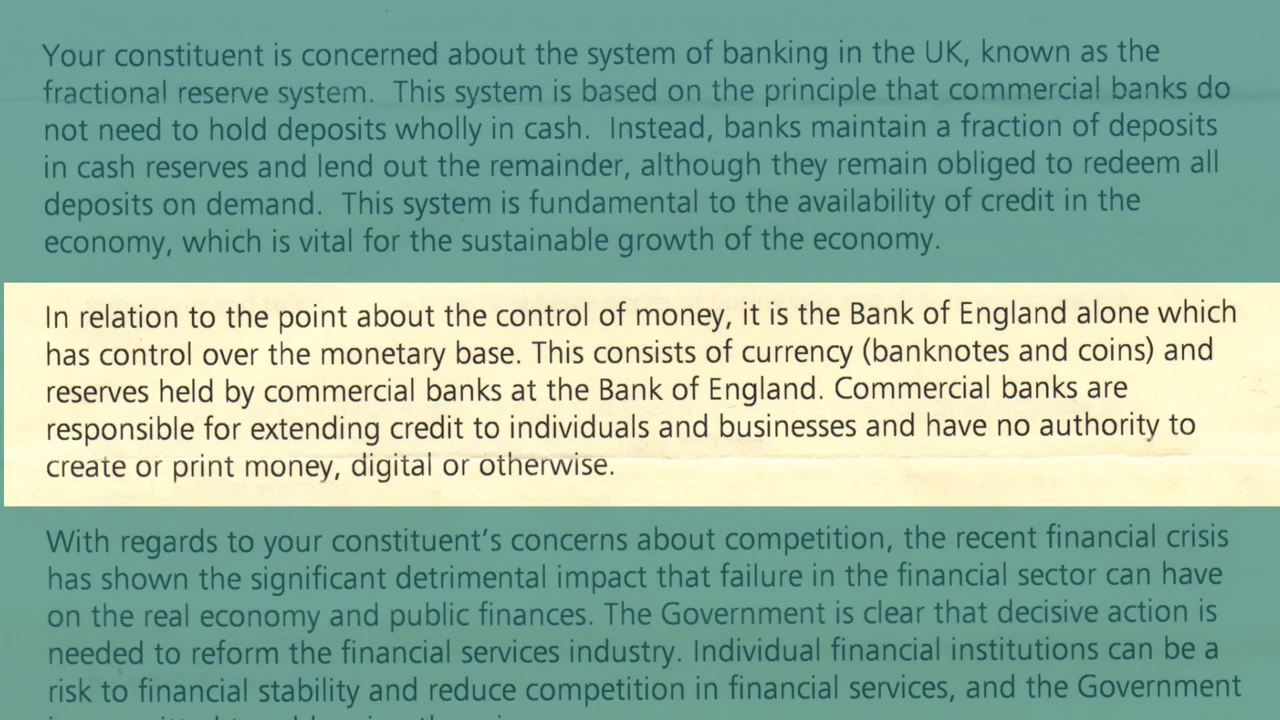 Your constituent is concerned about the system of banking in the UK, known as the
fractional reserve system.  This system is based on the principle that commercial banks do
not need to hold deposits wholly in cash.  Instead, banks maintain a fraction of deposits
in cash reserves and lend out the remainder, although they remain obliged to redeem all
deposits on demand.  This system is fundamental to the availability of credit in the
economy, which is vital for the sustainable growth of the economy.
In relation to the point about the control of money, it is the Bank of England alone which
has control over the monetary base. This consists of currency (banknotes and coins) and
reserves held by commercial banks at the Bank of England. Commercial banks are
responsible for extending credit to individuals and businesses and have no authority to
create or print money, digital or otherwise.
With regards to your constituent's concerns about competition, the recent financial crisis
has shown the significant detrimental impact that failure in the financial sector can have
on the real economy and public finances. The Government is clear that decisive action is
needed to reform the financial services industry. Individual financial institutions can be a
risk to financial stability and reduce competition in financial services, and the Government